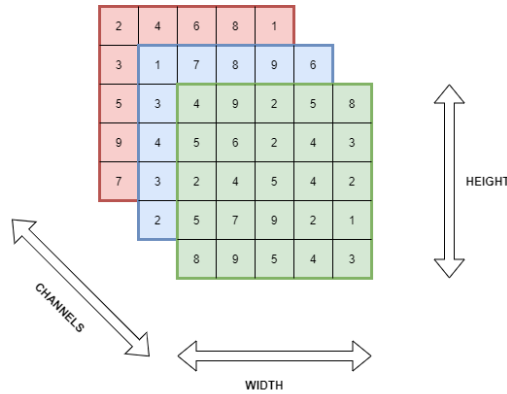 2 4 6 8 1
3 1 7 8 9 6
5 3 4 9 2 5 8
9 4 5 6 2 4 3
7 3 2 4 5 4 2
2 5 7 9 2 1
8 9 5 4 3
HEIGHT
CHANNELS
WIDTH